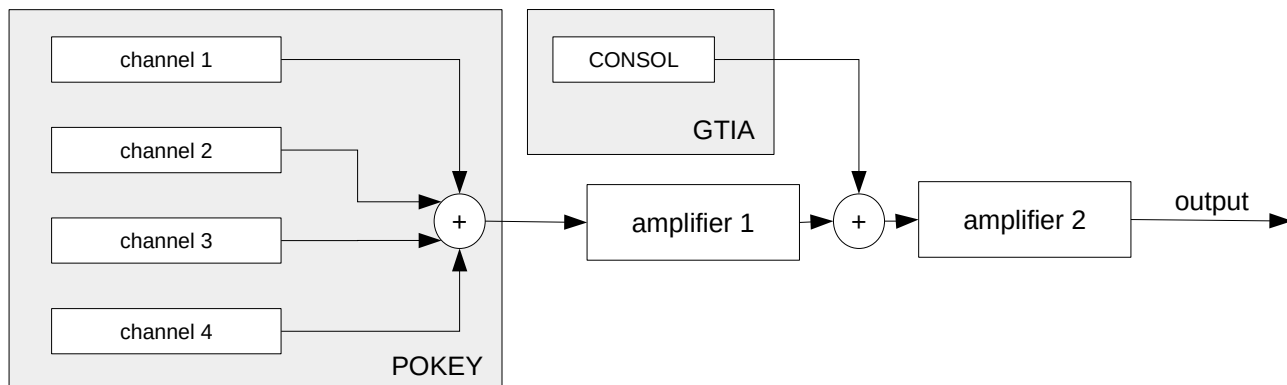 channel 1
channel 2
channel 3
channel 4
POKEY
+
CONSOL
GTIA
amplifier 1
+
amplifier 2
output